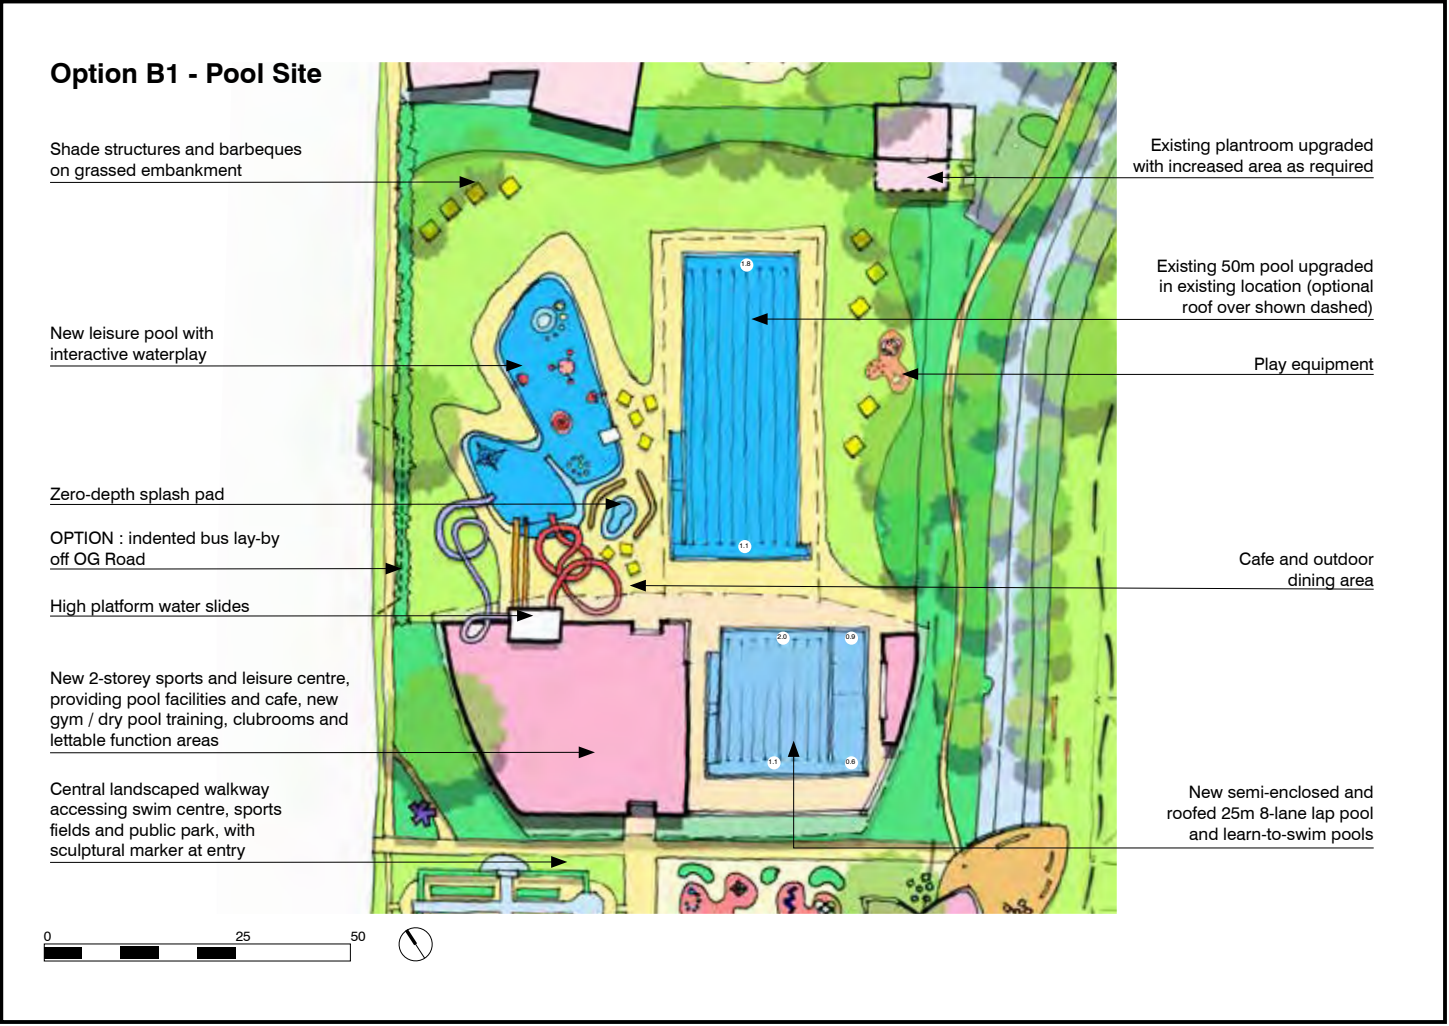 Option B1 - Pool Site
Shade structures and barbeques
on grassed embankment
New leisure pool with
interactive waterplay
Zero-depth splash pad
OPTION : indented bus lay-by
off OG Road
High platform water slides
New 2-storey sports and leisure centre,
providing pool facilities and cafe, new
gym / dry pool training, clubrooms and
lettable function areas
Central landscaped walkway
accessing swim centre, sports
fields and public park, with
sculptural marker at entry
Existing plantroom upgraded
with increased area as required
Existing 50m pool upgraded
in existing location (optional
roof over shown dashed)
Play equipment
Cafe and outdoor
dining area
New semi-enclosed and
roofed 25m 8-lane lap pool
and learn-to-swim pools
1.8
1.1
2.0
0.9
1.1
0.6
0
25
50